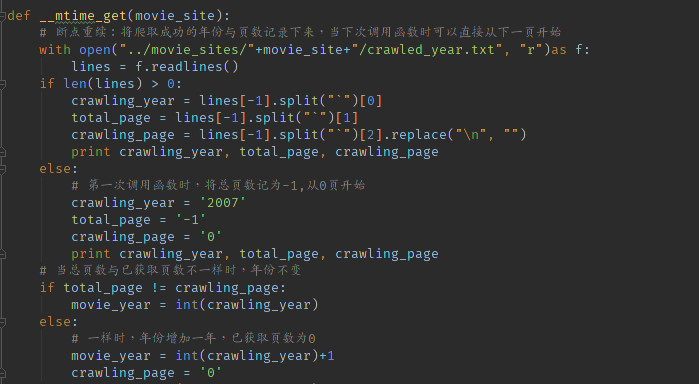 def __mtime_get(movie_site):
    # 断点重续：将爬取成功的年份与页数记录下来，当下次调用函数时可以直接从下一页开始
    with open("../movie_sites/"+movie_site+"/crawled_year.txt", "r")as f:
        lines = f.readlines()
    if len(lines) > 0:
        crawling_year = lines[-1].split("`")[0]
        total_page = lines[-1].split("`")[1]
        crawling_page = lines[-1].split("`")[2].replace("\n", "")
        print crawling_year, total_page, crawling_page
    else:
        # 第一次调用函数时，将总页数记为-1,从0页开始
        crawling_year = '2007'
        total_page = '-1'
        crawling_page = '0'
        print crawling_year, total_page, crawling_page
    # 当总页数与已获取页数不一样时，年份不变
    if total_page != crawling_page:
        movie_year = int(crawling_year)
    else:
        # 一样时，年份增加一年，已获取页数为0
        movie_year = int(crawling_year)+1
        crawling_page = '0'